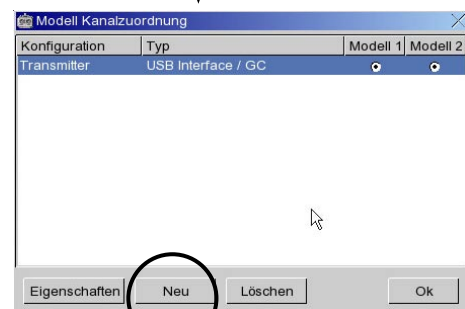 Modell Kanalzuordnung
Konfiguration Typ Modell 1 Modell 2
Transmitter USB Interface / GC
Eigenschaften Neu Löschen Ok